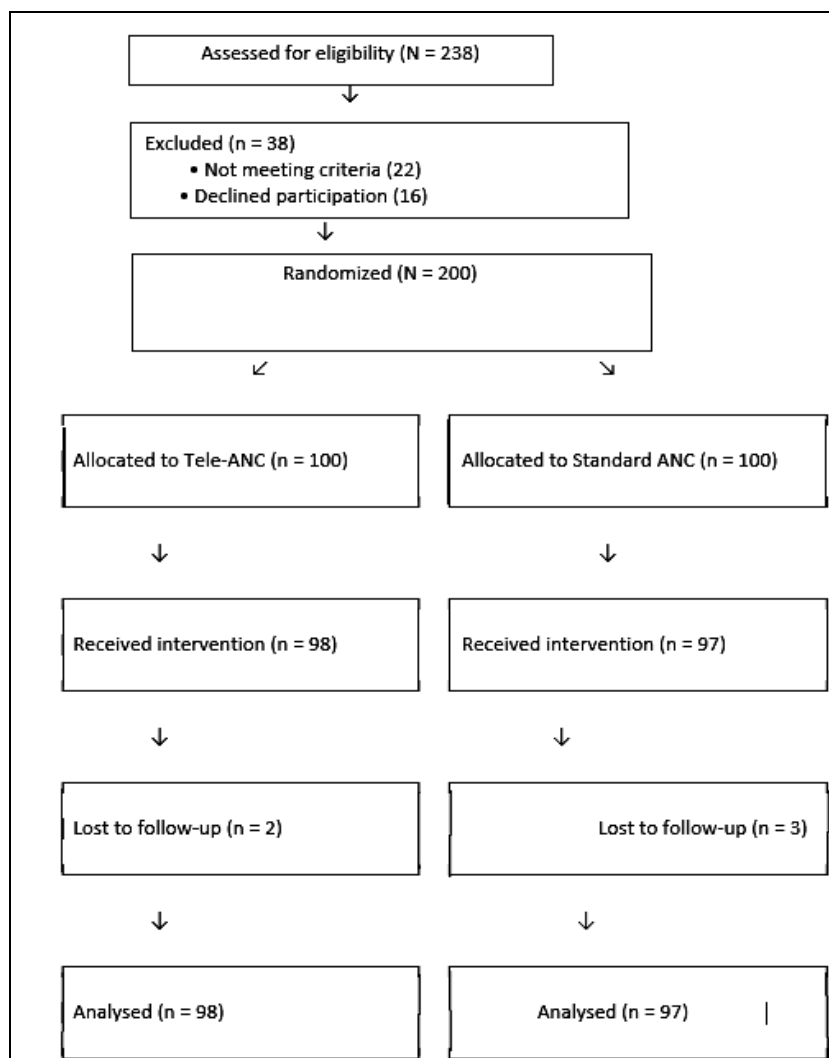 Assessed for eligibility (N = 238)
↓
Excluded (n = 38)
• Not meeting criteria (22)
• Declined participation (16)
↓
Randomized (N = 200)
↙ ↘
Allocated to Tele-ANC (n = 100) Allocated to Standard ANC (n = 100)
↓ ↓
Received intervention (n = 98) Received intervention (n = 97)
↓ ↓
Lost to follow-up (n = 2) Lost to follow-up (n = 3)
↓ ↓
Analysed (n = 98) Analysed (n = 97)